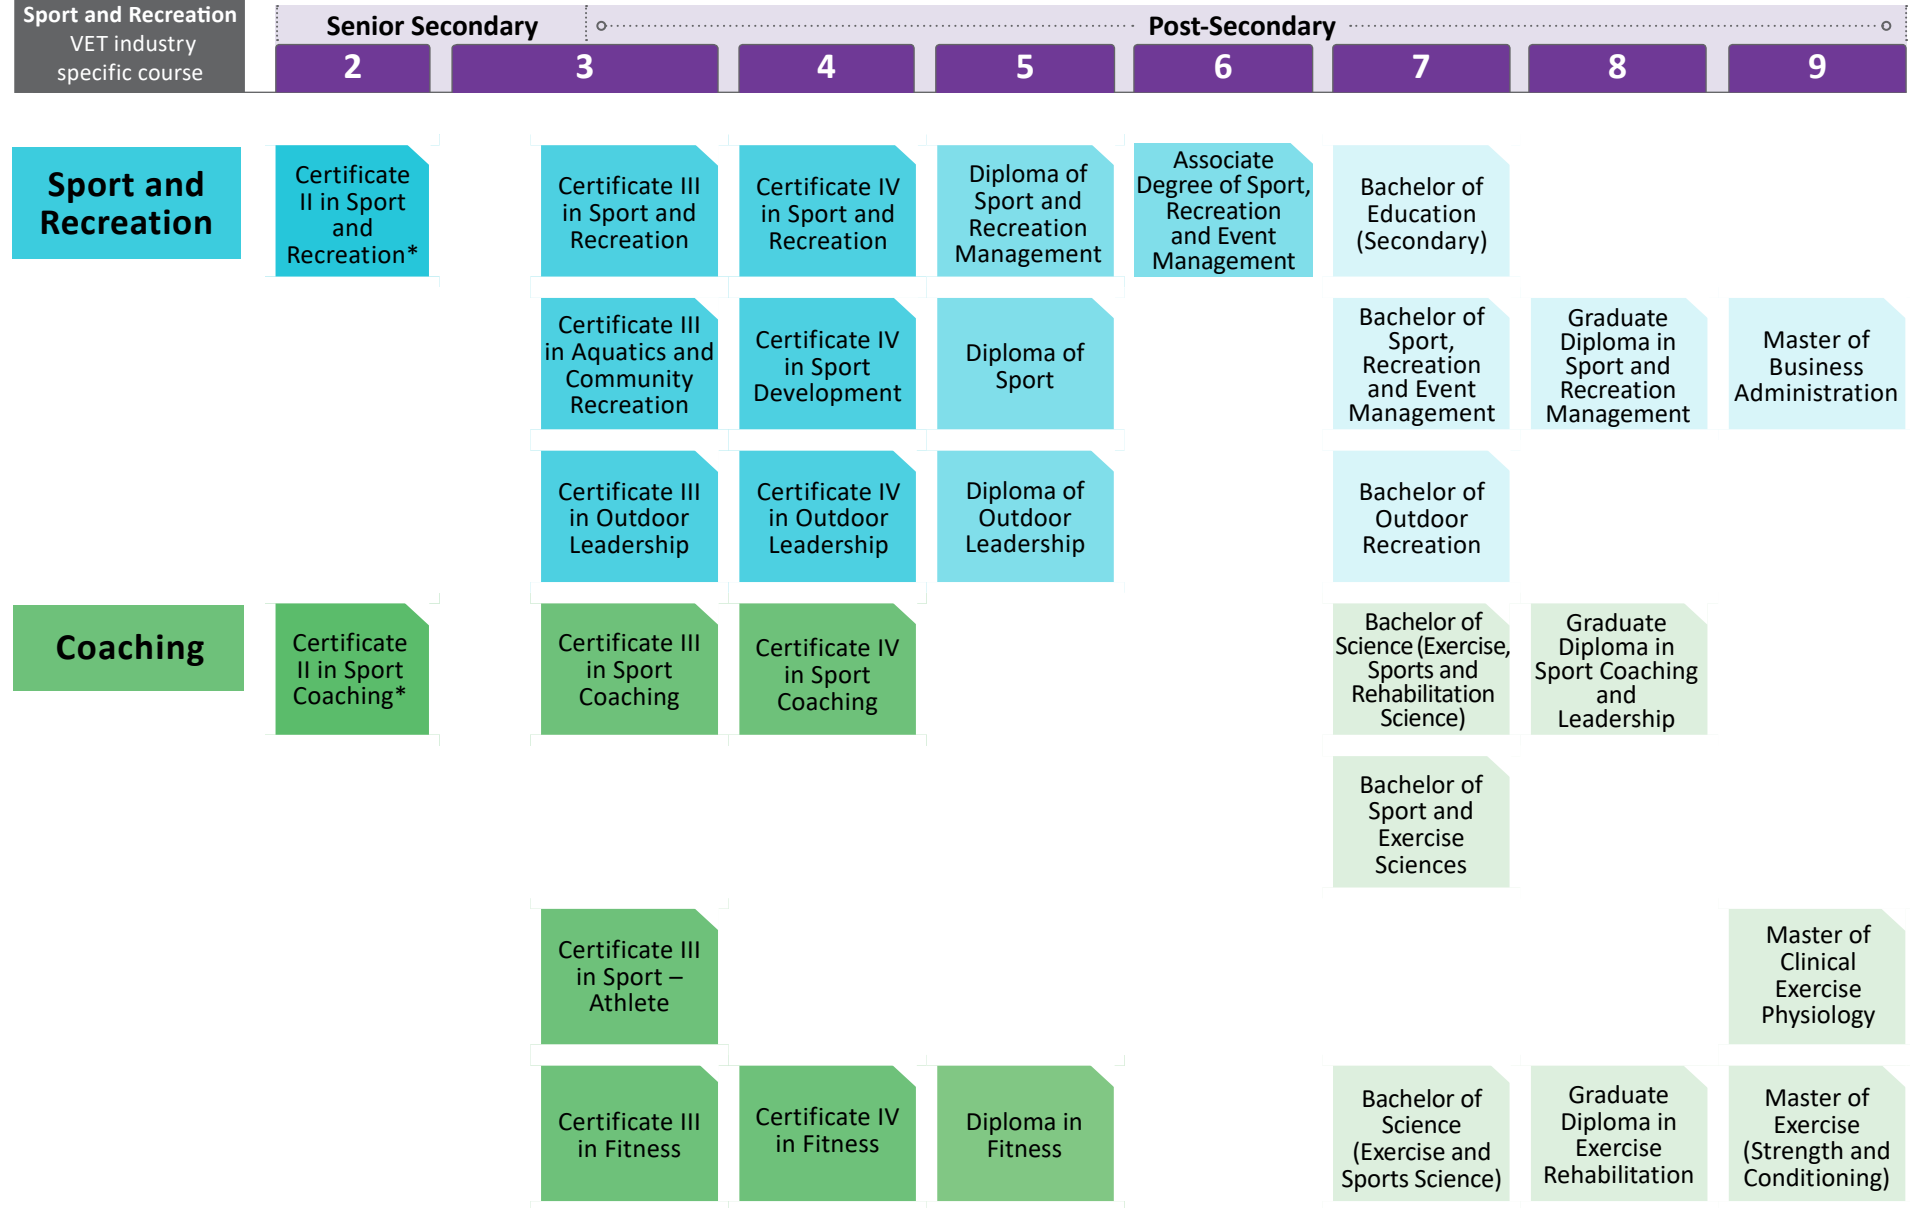 Sport and Recreation
VET industry
specific course
Senior Secondary
Post-Secondary
2
3
4
5
6
7
8
9
Sport and
Recreation
Certificate
II in Sport
and
Recreation*
Certificate III
in Sport and
Recreation
Certificate IV
in Sport and
Recreation
Diploma of
Sport and
Recreation
Management
Associate
Degree of Sport,
Recreation
and Event
Management
Bachelor of
Education
(Secondary)
Certificate III
in Aquatics and
Community
Recreation
Certificate IV
in Sport
Development
Diploma of
Sport
Bachelor of
Sport,
Recreation
and Event
Management
Graduate
Diploma in
Sport and
Recreation
Management
Master of
Business
Administration
Certificate III
in Outdoor
Leadership
Certificate IV
in Outdoor
Leadership
Diploma of
Outdoor
Leadership
Bachelor of
Outdoor
Recreation
Coaching
Certificate
II in Sport
Coaching*
Certificate III
in Sport
Coaching
Certificate IV
in Sport
Coaching
Bachelor of
Science (Exercise,
Sports and
Rehabilitation
Science)
Graduate
Diploma in
Sport Coaching
and
Leadership
Bachelor of
Sport and
Exercise
Sciences
Certificate III
in Sport –
Athlete
Master of
Clinical
Exercise
Physiology
Certificate III
in Fitness
Certificate IV
in Fitness
Diploma in
Fitness
Bachelor of
Science
(Exercise and
Sports Science)
Graduate
Diploma in
Exercise
Rehabilitation
Master of
Exercise
(Strength and
Conditioning)